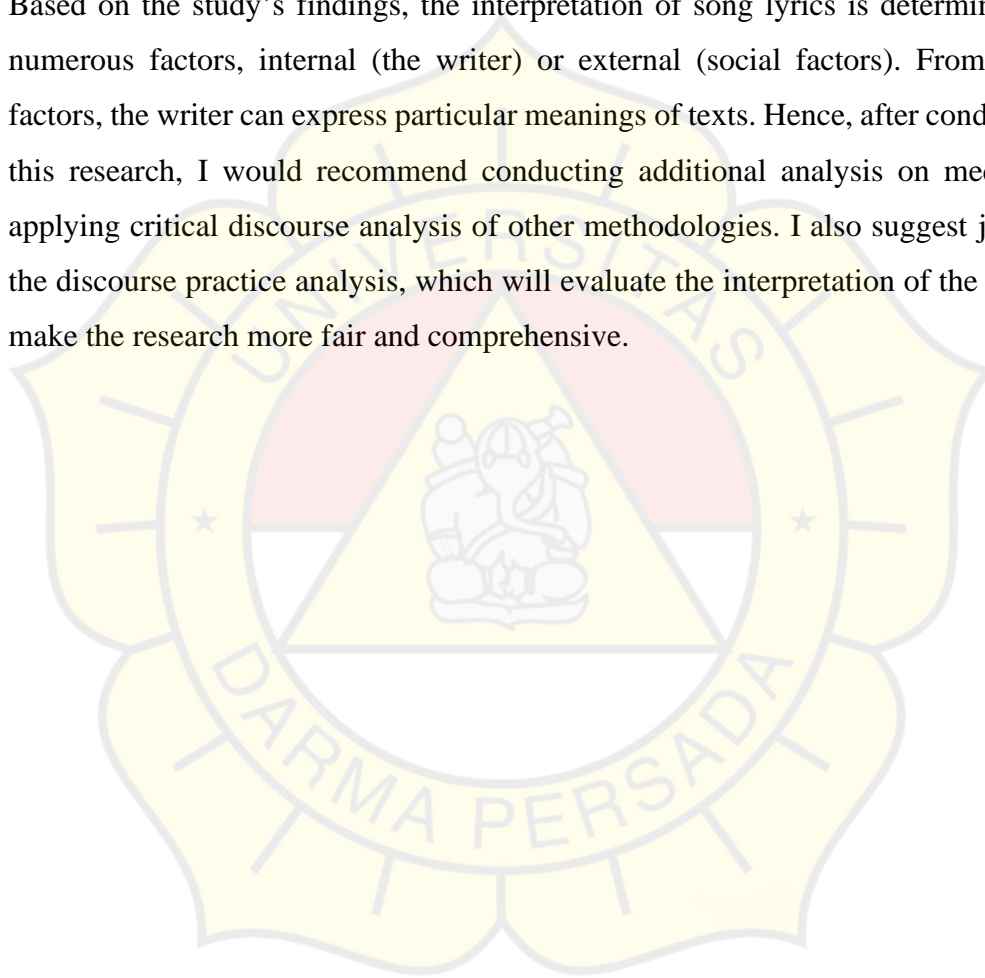 Based on the study's findings, the interpretation of song lyrics is
numerous factors, internal (the writer) or external (social factors). From
factors, the writer can express particular meanings of texts. Hence, after
this research, I would recommend conducting additional analysis on
applying critical discourse analysis of other methodologies. I also suggest
the discourse practice analysis, which will evaluate the interpretation of the
make the research more fair and comprehensive.
UNIVERSITAS
DARMA PERSADA